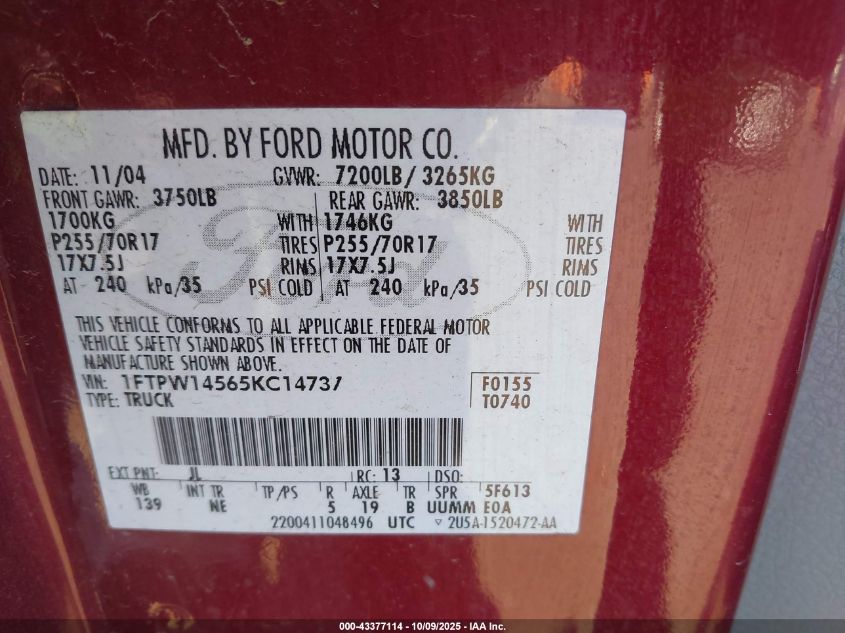 MFD. BY FORD MOTOR CO.
DATE: 11/04 GVWR: 7200LB/ 3265KG
FRONT GAWR: 3750LB REAR GAWR: 3850LB
1700KG WITH 1746KG WITH
P255/70R17 TIRES P255/70R17 TIRES
17X7.5J RIMS 17X7.5J RIMS
AT 240 kPa/35 PSI COLD AT 240 kPa/35 PSI COLD
Ford
THIS VEHICLE CONFORMS TO ALL APPLICABLE FEDERAL MOTOR
VEHICLE SAFETY STANDARDS IN EFFECT ON THE DATE OF
MANUFACTURE SHOWN ABOVE.
VIN: 1FTPW14565KC14737 F0155
TYPE: TRUCK T0740
EXT PNT: JL RC: 13 DSO:
WB INT TR TP/PS R AXLE TR SPR 5F613
139 NE 5 19 B UUMM EOA
2200411048496 UTC ▽ 2U5A-1520472-AA
000-43377114 - 10/09/2025 - IAA Inc.